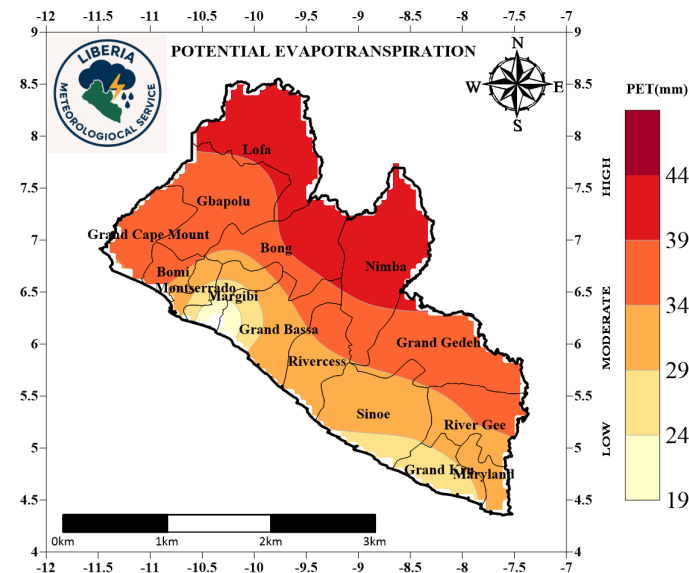 -12 -11.5 -11 -10.5 -10 -9.5 -9 -8.5 -8 -7.5 -7
LIBERIA
METEOROLOGIOCAL SERVICE
POTENTIAL EVAPOTRANSPIRATION
N
W E
S
PET(mm)
9
8.5
8
7.5
7
6.5
6
5.5
5
4.5
4
Lofa
Gbapolu
Grand Cape Mount
Bong
Nimba
Bomi
Montserrado
Margibi
Grand Bassa
Grand Gedeh
Rivercess
Sinoe
River Gee
Grand Kru
Maryland
HIGH
MODERATE
LOW
44
39
34
29
24
19
0km 1km 2km 3km
-12 -11.5 -11 -10.5 -10 -9.5 -9 -8.5 -8 -7.5 -7